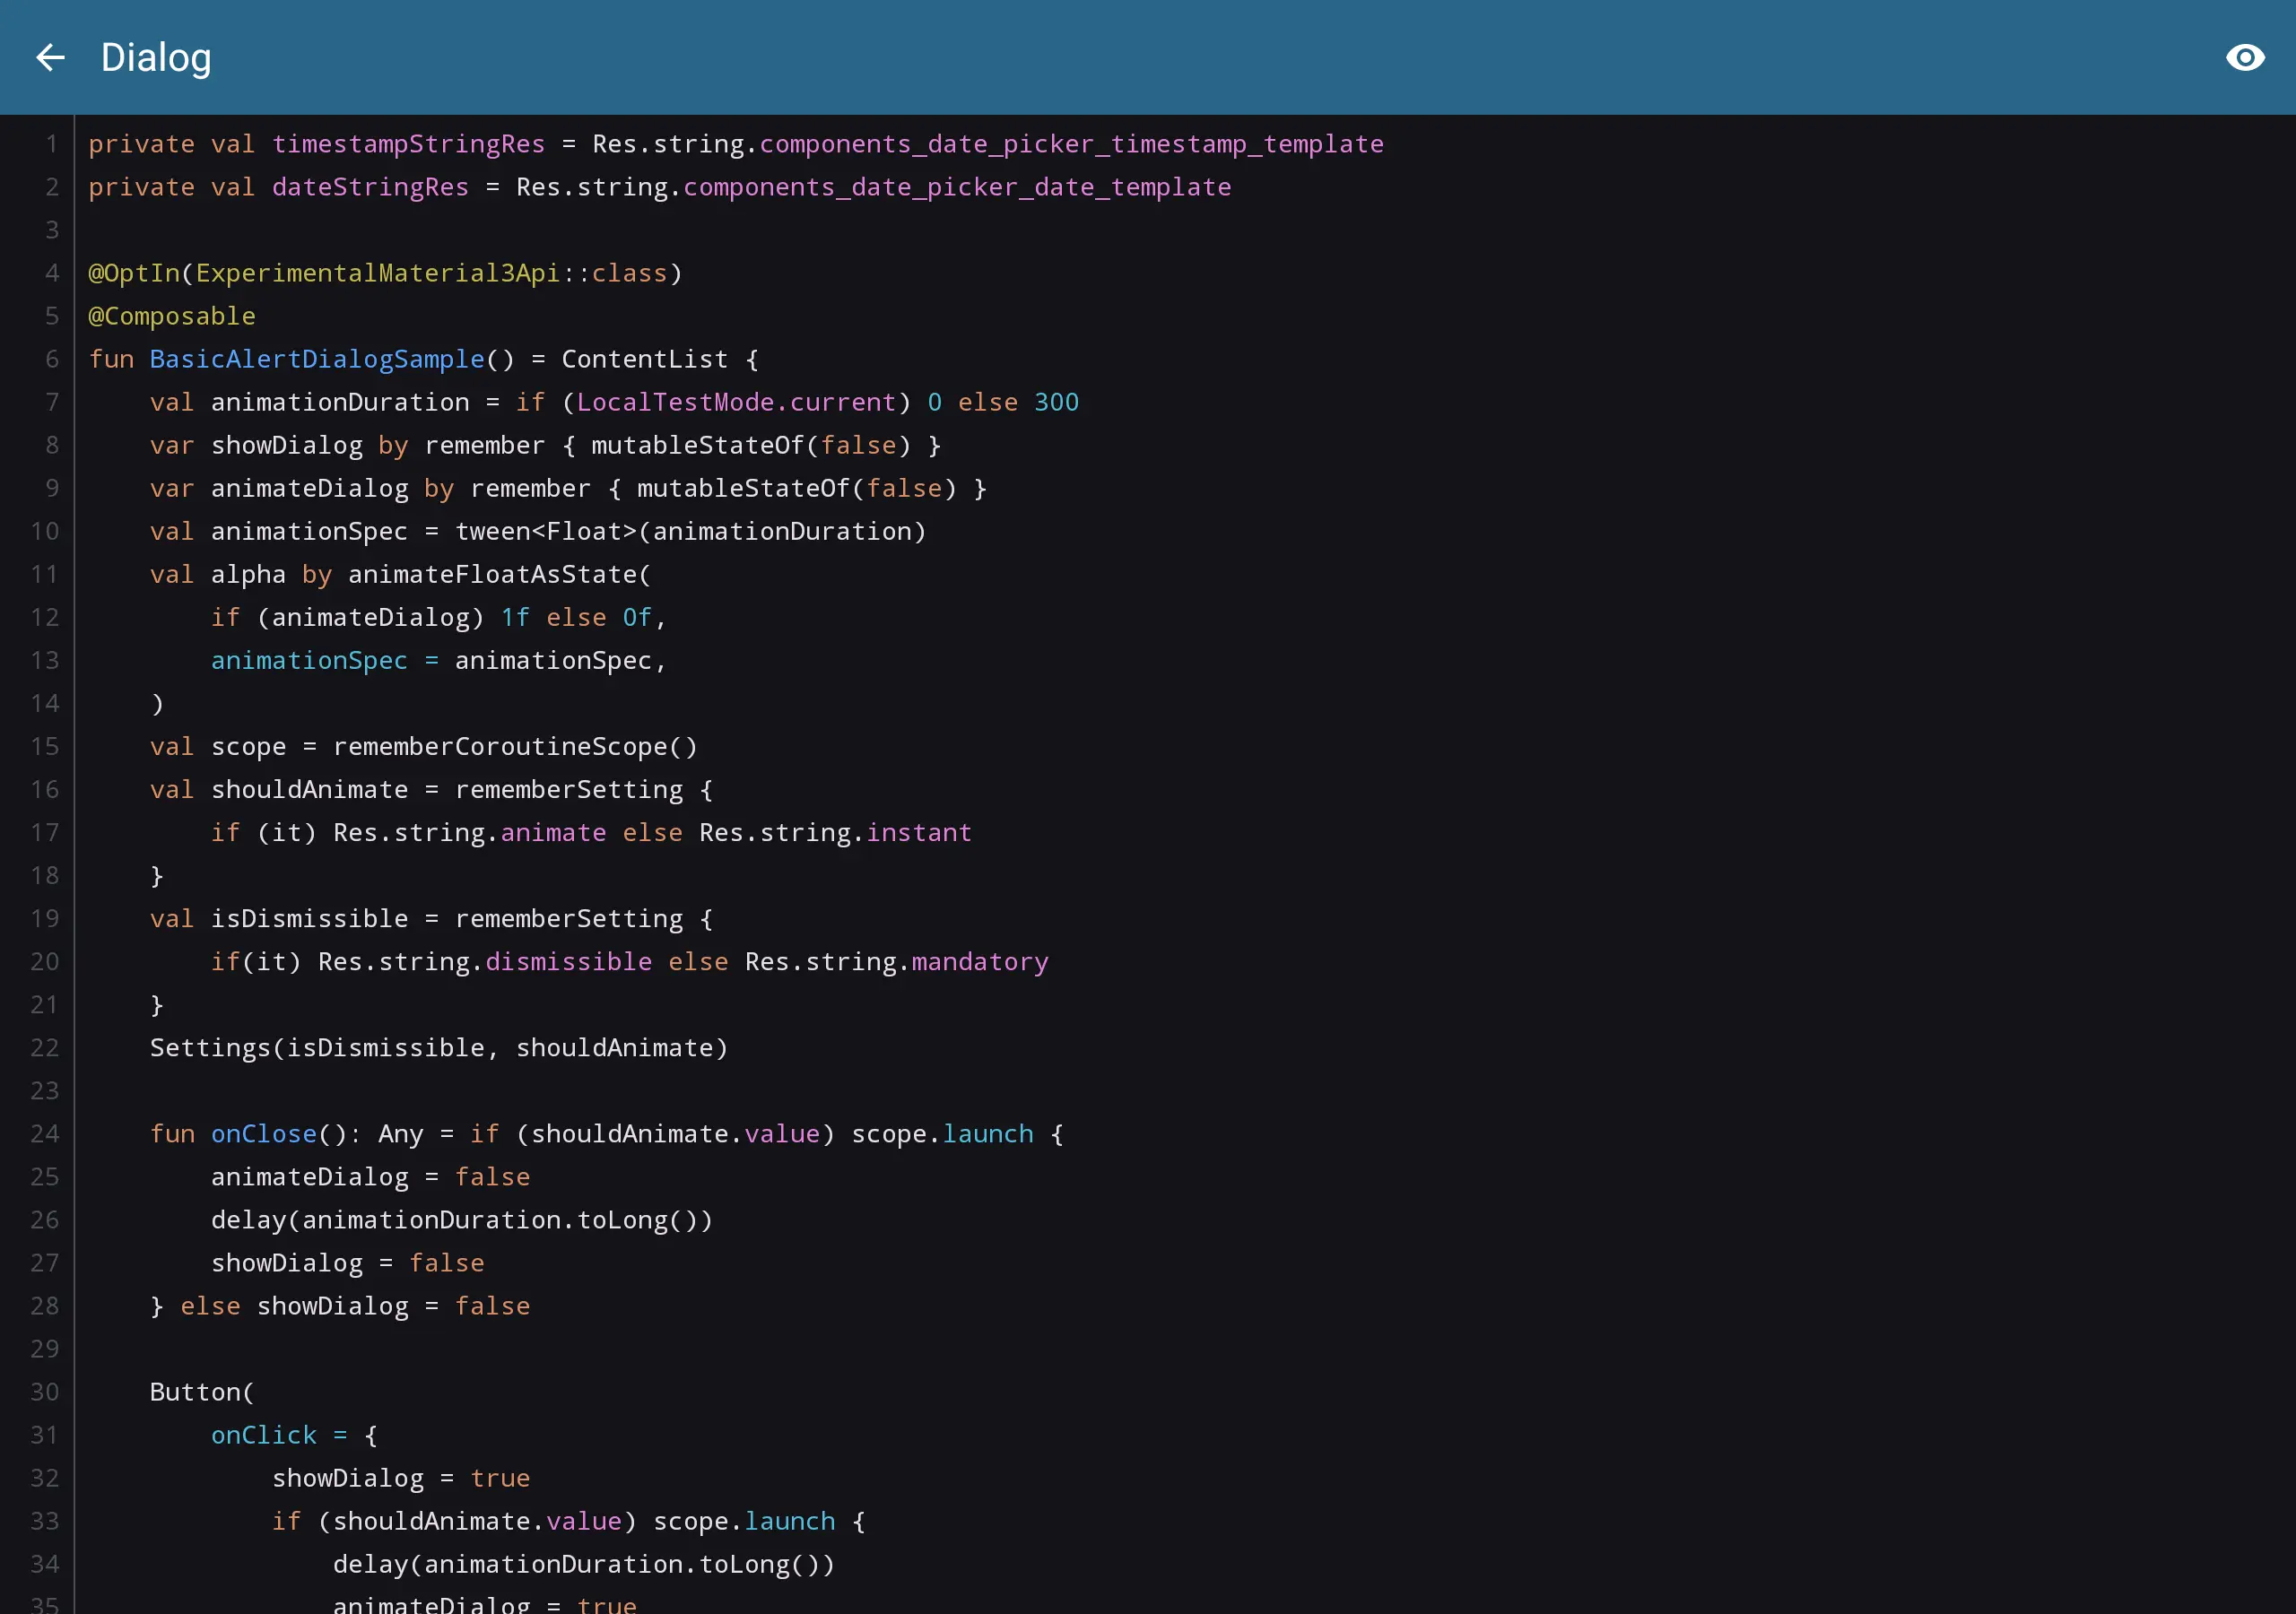 Dialog
1 private val timestampStringRes = Res.string.components_date_picker_timestamp_template
2 private val dateStringRes = Res.string.components_date_picker_date_template
3
4 @OptIn(ExperimentalMaterial3Api::class)
5 @Composable
6 fun BasicAlertDialogSample() = ContentList {
7     val animationDuration = if (LocalTestMode.current) 0 else 300
8     var showDialog by remember { mutableStateOf(false) }
9     var animateDialog by remember { mutableStateOf(false) }
10     val animationSpec = tween<Float>(animationDuration)
11     val alpha by animateFloatAsState(
12         if (animateDialog) 1f else 0f,
13         animationSpec = animationSpec,
14     )
15     val scope = rememberCoroutineScope()
16     val shouldAnimate = rememberSetting {
17         if (it) Res.string.animate else Res.string.instant
18     }
19     val isDismissible = rememberSetting {
20         if(it) Res.string.dismissible else Res.string.mandatory
21     }
22     Settings(isDismissible, shouldAnimate)
23
24     fun onClose(): Any = if (shouldAnimate.value) scope.launch {
25         animateDialog = false
26         delay(animationDuration.toLong())
27         showDialog = false
28     } else showDialog = false
29
30     Button(
31         onClick = {
32             showDialog = true
33             if (shouldAnimate.value) scope.launch {
34                 delay(animationDuration.toLong())
35                 animateDialog = true